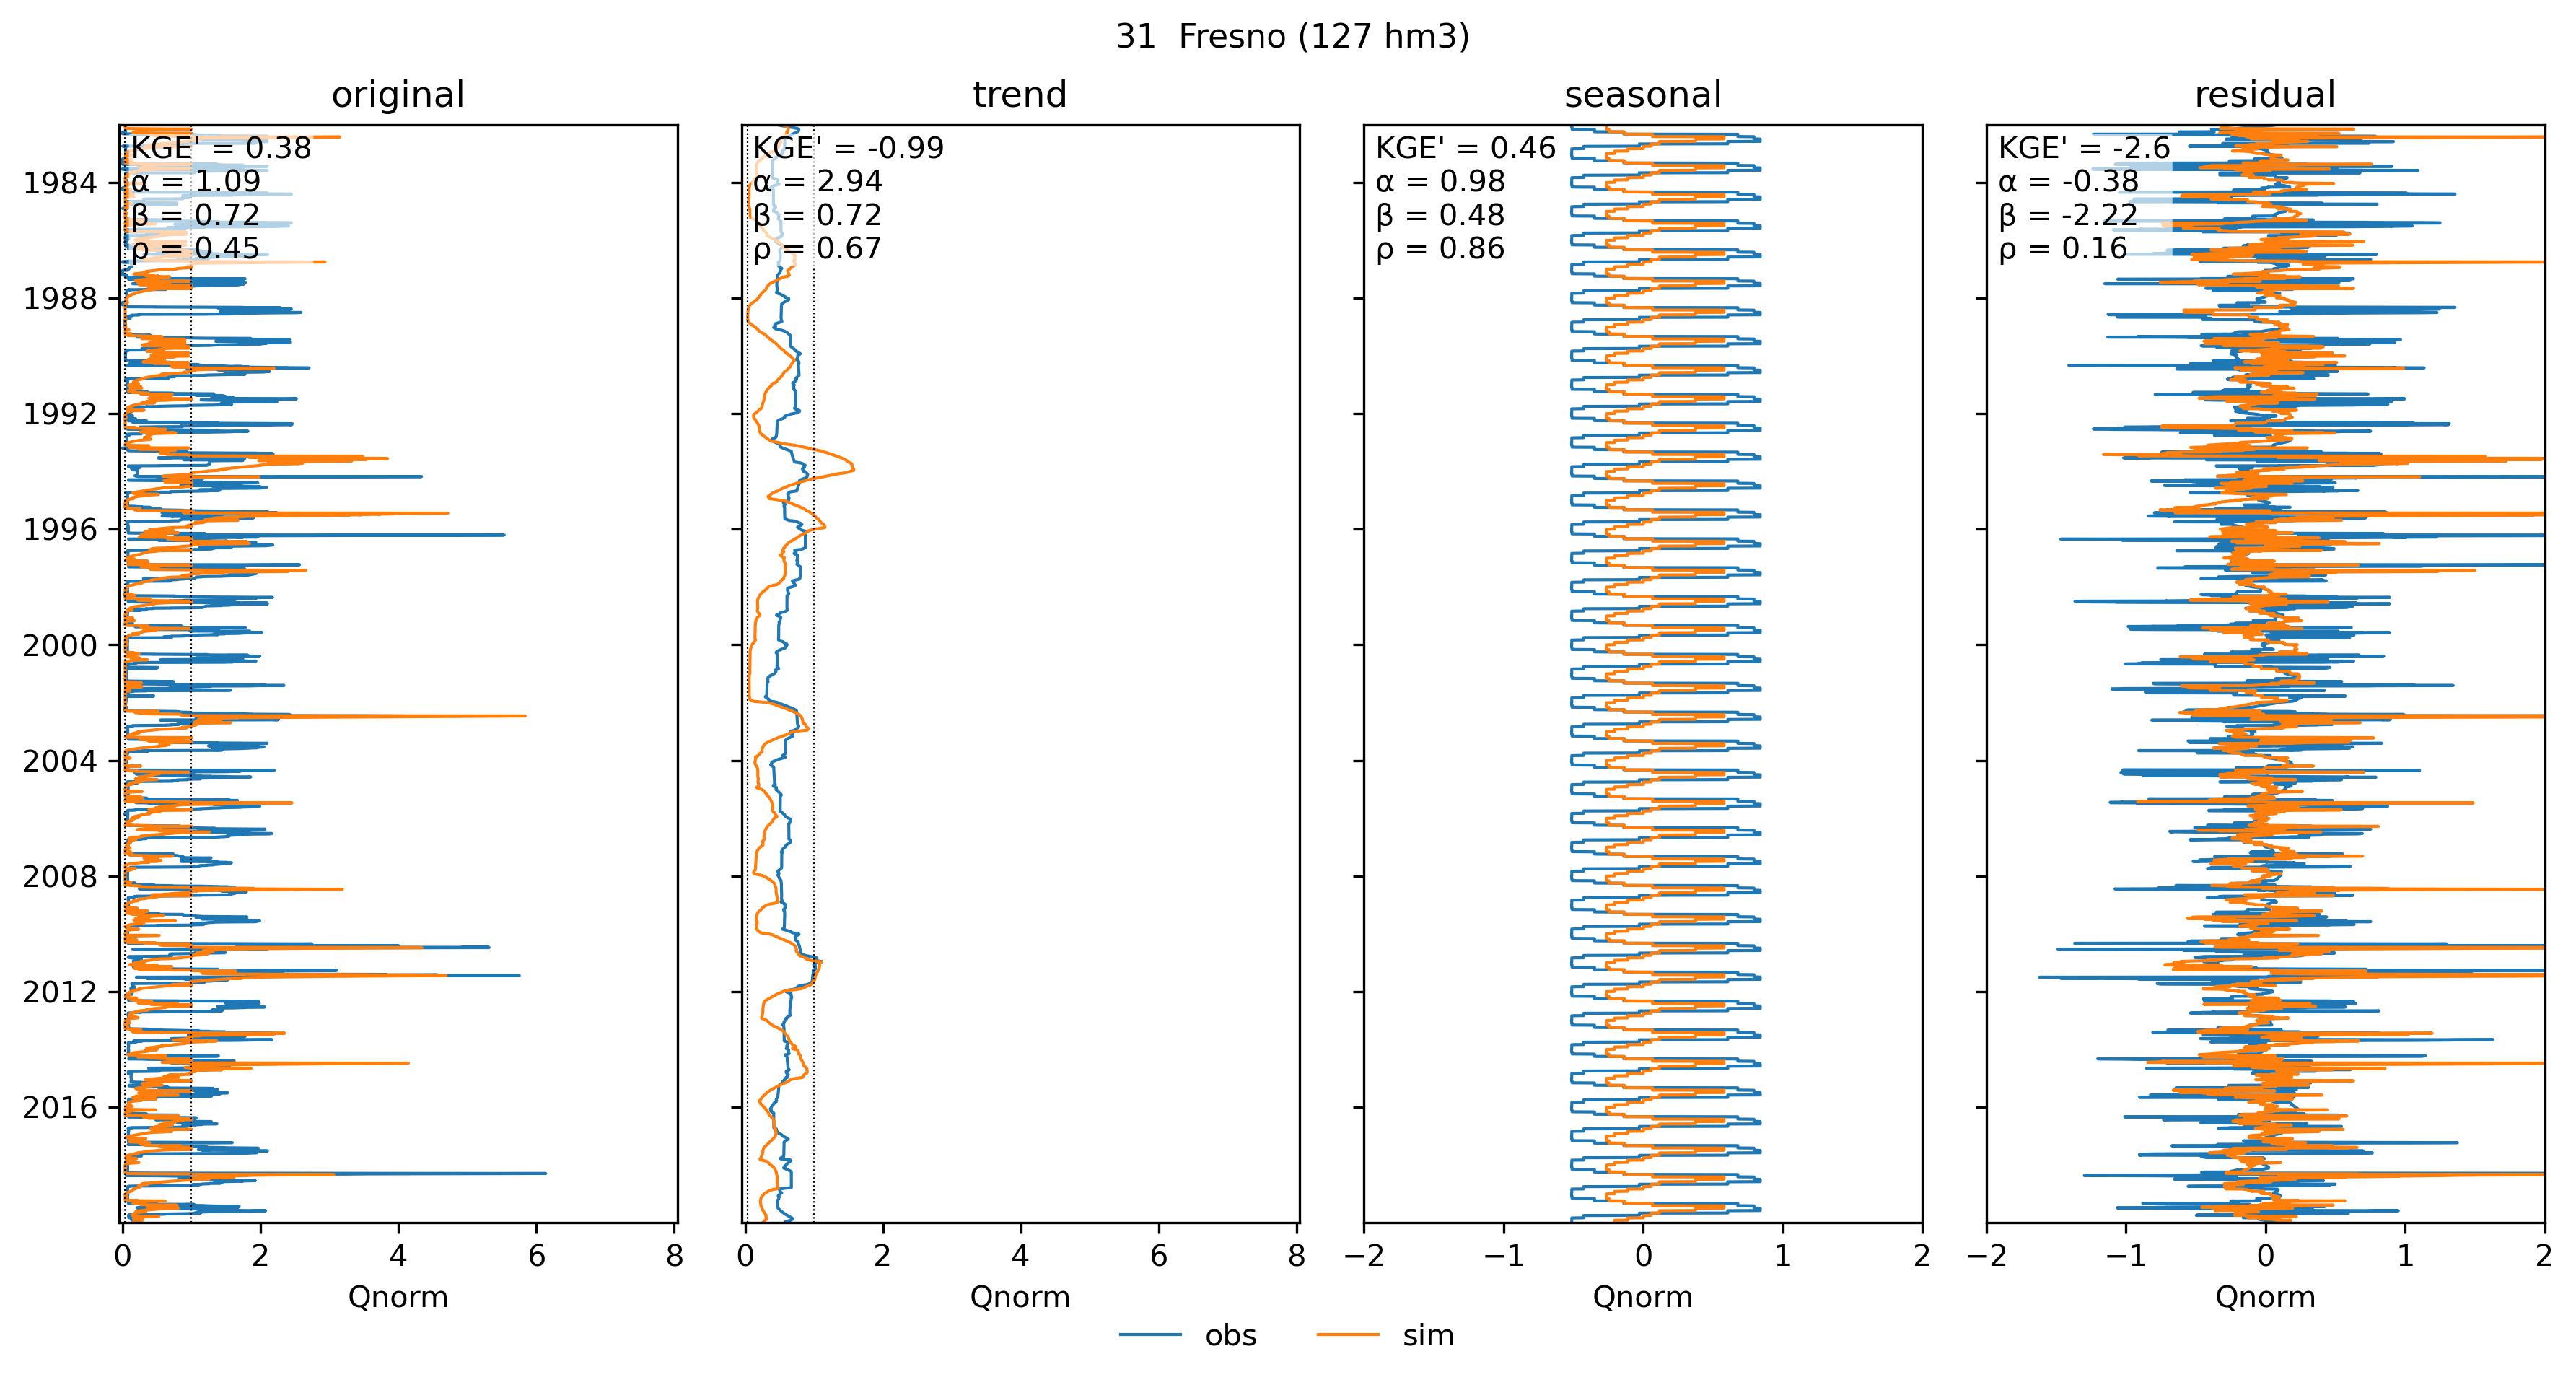 31  Fresno (127 hm3)
original
trend
seasonal
residual
KGE' = 0.38
α = 1.09
β = 0.72
ρ = 0.45
KGE' = -0.99
α = 2.94
β = 0.72
ρ = 0.67
KGE' = 0.46
α = 0.98
β = 0.48
ρ = 0.86
KGE' = -2.6
α = -0.38
β = -2.22
ρ = 0.16
1984
1988
1992
1996
2000
2004
2008
2012
2016
0 2 4 6 8
0 2 4 6 8
−2 −1 0 1 2
−2 −1 0 1 2
Qnorm
Qnorm
Qnorm
Qnorm
obs
sim